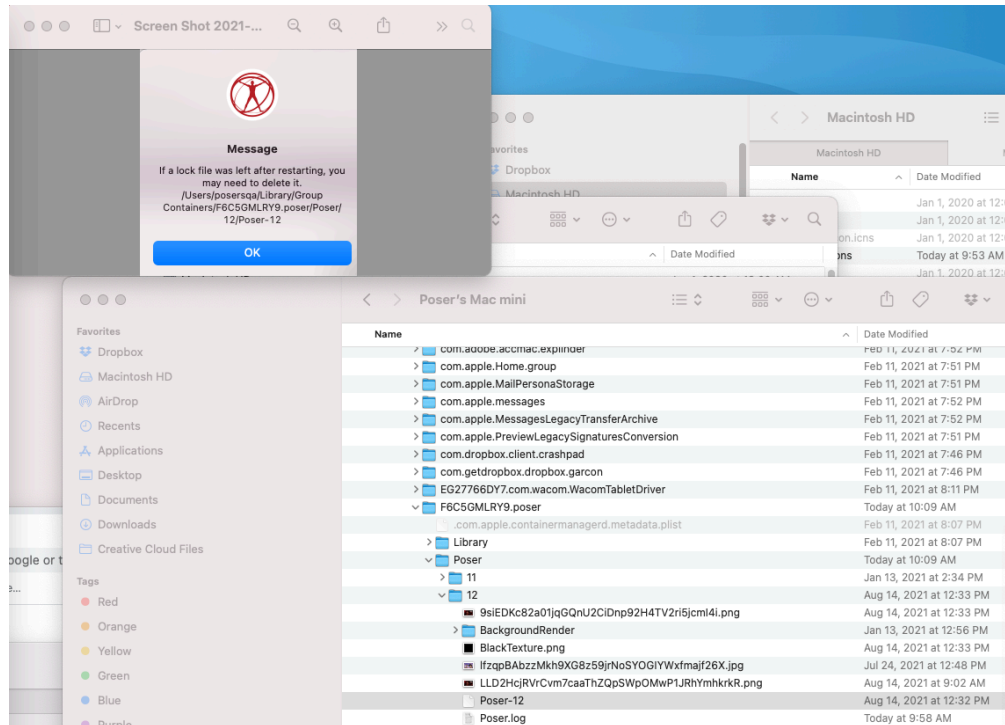 Screen Shot 2021-...
Message
If a lock file was left after restarting, you
may need to delete it.
/Users/posersqa/Library/Group
Containers/F6C5GMLRY9.poser/Poser/
12/Poser-12
OK
avorites
Dropbox
Macintosh HD
Macintosh HD
Macintosh HD
Name Date Modified
Jan 1, 2020 at 12:
Jan 1, 2020 at 12:
on.icns Jan 1, 2020 at 12:
ons Today at 9:53 AM
Jan 1, 2020 at 12:
Date Modified
Poser's Mac mini
Favorites
Dropbox
Macintosh HD
AirDrop
Recents
Applications
Desktop
Documents
Downloads
Creative Cloud Files
Tags
Red
Orange
Yellow
Green
Blue
Purple
Name Date Modified
com.adobe.accmac.expfinder Feb 11, 2021 at 7:52 PM
com.apple.Home.group Feb 11, 2021 at 7:51 PM
com.apple.MailPersonaStorage Feb 11, 2021 at 7:51 PM
com.apple.messages Feb 11, 2021 at 7:52 PM
com.apple.MessagesLegacyTransferArchive Feb 11, 2021 at 7:52 PM
com.apple.PreviewLegacySignaturesConversion Feb 11, 2021 at 7:51 PM
com.dropbox.client.crashpad Feb 11, 2021 at 7:46 PM
com.getdropbox.dropbox.garcon Feb 11, 2021 at 7:46 PM
EG27766DY7.com.wacom.WacomTabletDriver Feb 11, 2021 at 8:11 PM
F6C5GMLRY9.poser Today at 10:09 AM
.com.apple.containermanagerd.metadata.plist Feb 11, 2021 at 8:07 PM
Library Feb 11, 2021 at 8:07 PM
Poser Today at 10:09 AM
11 Jan 13, 2021 at 2:34 PM
12 Aug 14, 2021 at 12:33 PM
9siEDKc82a01jqGQnU2CiDnp92H4TV2ri5jcml4i.png Aug 14, 2021 at 12:33 PM
BackgroundRender Jan 13, 2021 at 12:56 PM
BlackTexture.png Aug 14, 2021 at 12:33 PM
lfzqpBAbzzMkh9XG8z59jrNoSYOGIYWxfmajf26X.jpg Jul 24, 2021 at 12:48 PM
LLD2HcjRVrCvm7caaThZQpSWpOMwP1JRhYmhkrkR.png Aug 14, 2021 at 9:02 AM
Poser-12 Aug 14, 2021 at 12:32 PM
Poser.log Today at 9:58 AM
oogle or t
e...